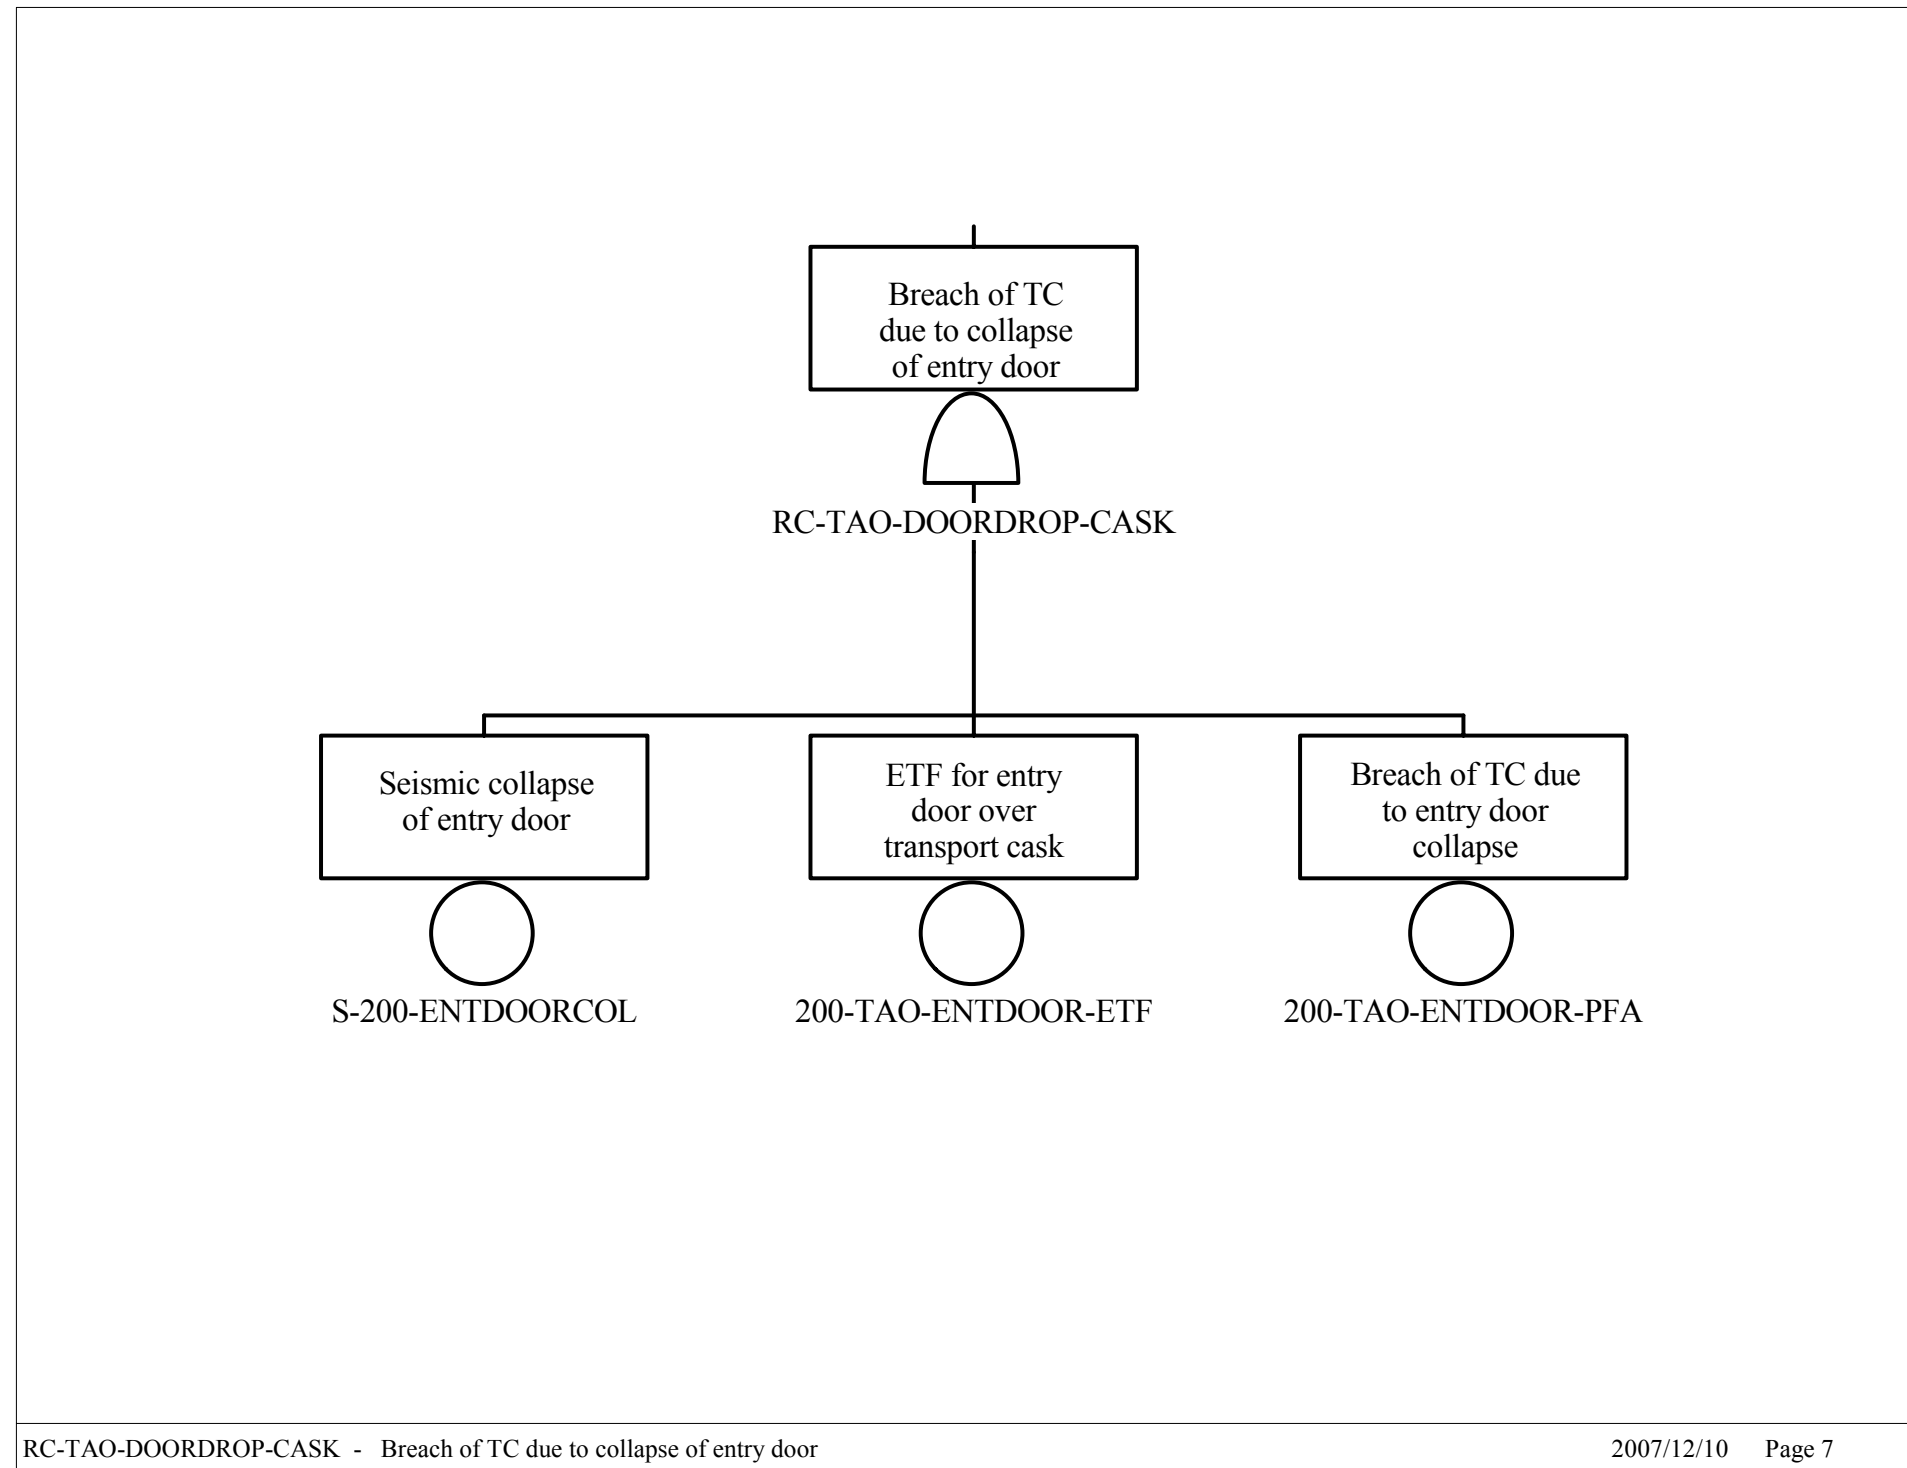 Breach of TC
due to collapse
of entry door
RC-TAO-DOORDROP-CASK
Seismic collapse
of entry door
ETF for entry
door over
transport cask
Breach of TC due
to entry door
collapse
S-200-ENTDOORCOL
200-TAO-ENTDOOR-ETF
200-TAO-ENTDOOR-PFA
RC-TAO-DOORDROP-CASK - Breach of TC due to collapse of entry door
2007/12/10 Page 7